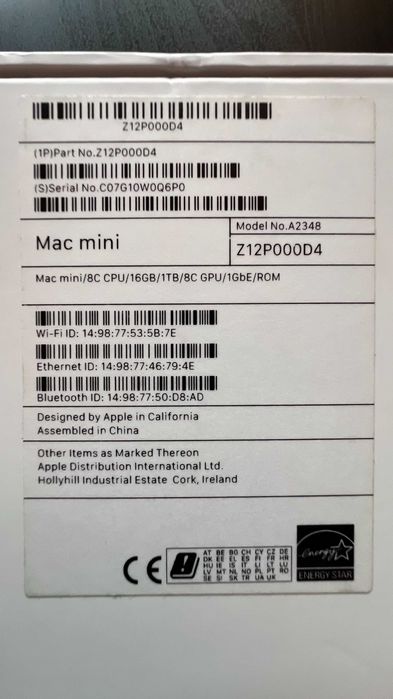 Z12P000D4
(1P)Part No.Z12P000D4
(S)Serial No.C07G10W0Q6P0
Mac mini
Model No.A2348
Z12P000D4
Mac mini/8C CPU/16GB/1TB/8C GPU/1GbE/ROM
Wi-Fi ID: 14:98:77:53:5B:7E
Ethernet ID: 14:98:77:46:79:4E
Bluetooth ID: 14:98:77:50:D8:AD
Designed by Apple in California
Assembled in China
Other Items as Marked Thereon
Apple Distribution International Ltd.
Hollyhill Industrial Estate Cork, Ireland
CE
AT BE BG CH CY CZ DE
DK EE EL ES FI FR HR
HU IE IS IT LI LT LU
LV MT NL NO PL PT RO
SE SI SK TR UA UK
energy
ENERGY STAR